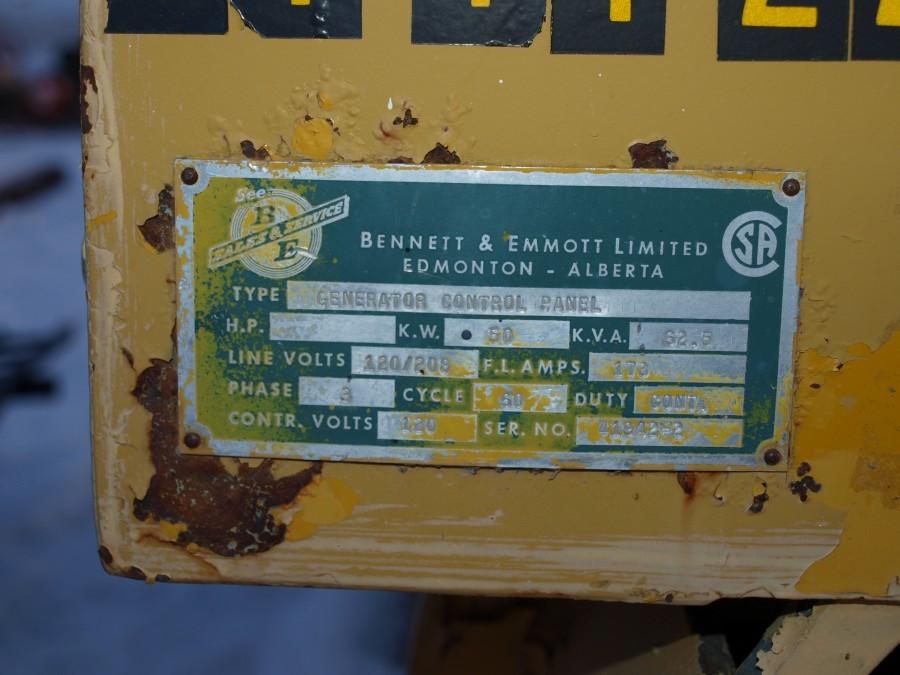 See
B
SALES & SERVICE
E
BENNETT & EMMOTT LIMITED
EDMONTON - ALBERTA
CSA
TYPE GENERATOR CONTROL PANEL
H.P. K.W. 50 K.V.A. 62.5
LINE VOLTS 120/208 F.L. AMPS. 173
PHASE 3 CYCLE 60 DUTY CONT.
CONTR. VOLTS 120 SER. NO.